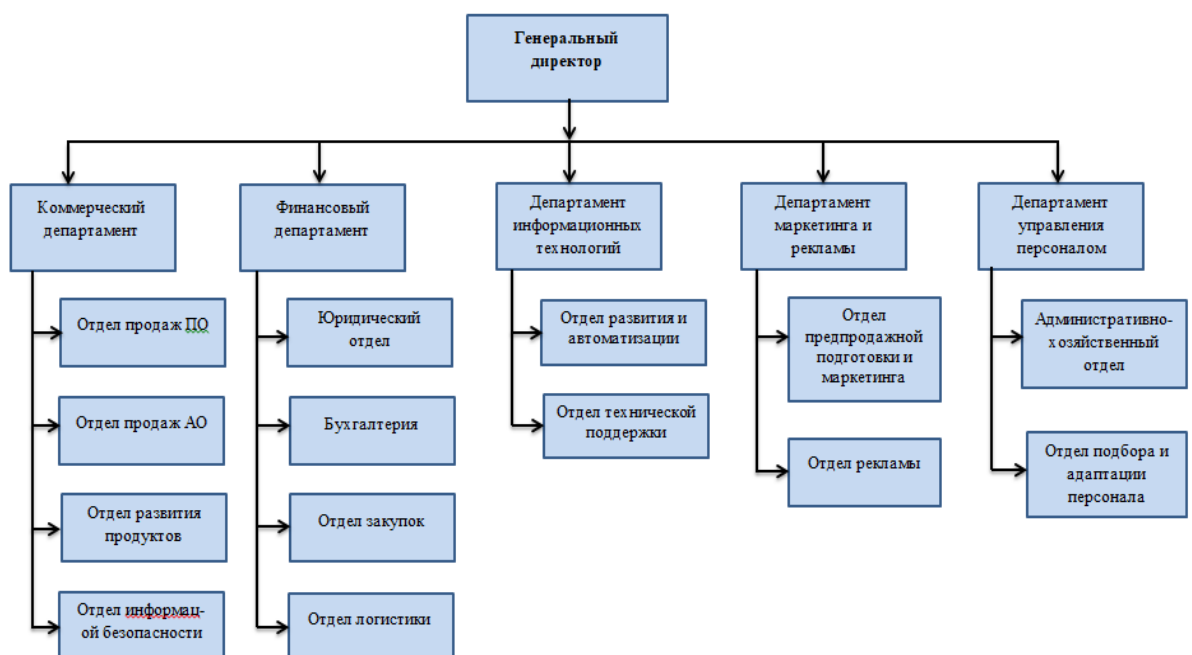 Генеральный
директор
Коммерческий
департамент
Финансовый
департамент
Департамент
информационных
технологий
Департамент
маркетинга и
рекламы
Департамент
управления
персоналом
Отдел продаж ПО
Отдел продаж АО
Отдел развития
продуктов
Отдел информац-
ой безопасности
Юридический
отдел
Бухгалтерия
Отдел закупок
Отдел логистики
Отдел развития и
автоматизации
Отдел технической
поддержки
Отдел
предпродажной
подготовки и
маркетинга
Отдел рекламы
Административно-
хозяйственный
отдел
Отдел подбора и
адаптации
персонала